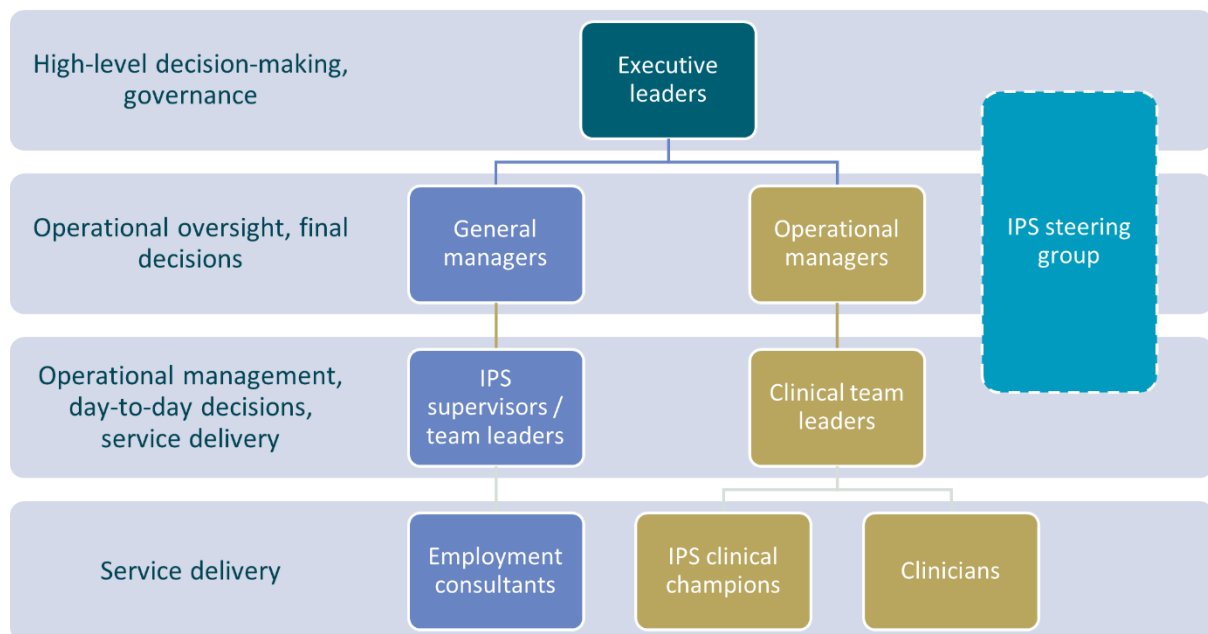 High-level decision-making,
governance
Executive
leaders
Operational oversight, final
decisions
General
managers
Operational
managers
IPS steering
group
Operational management,
day-to-day decisions,
service delivery
IPS
supervisors /
team leaders
Clinical team
leaders
Service delivery
Employment
consultants
IPS clinical
champions
Clinicians